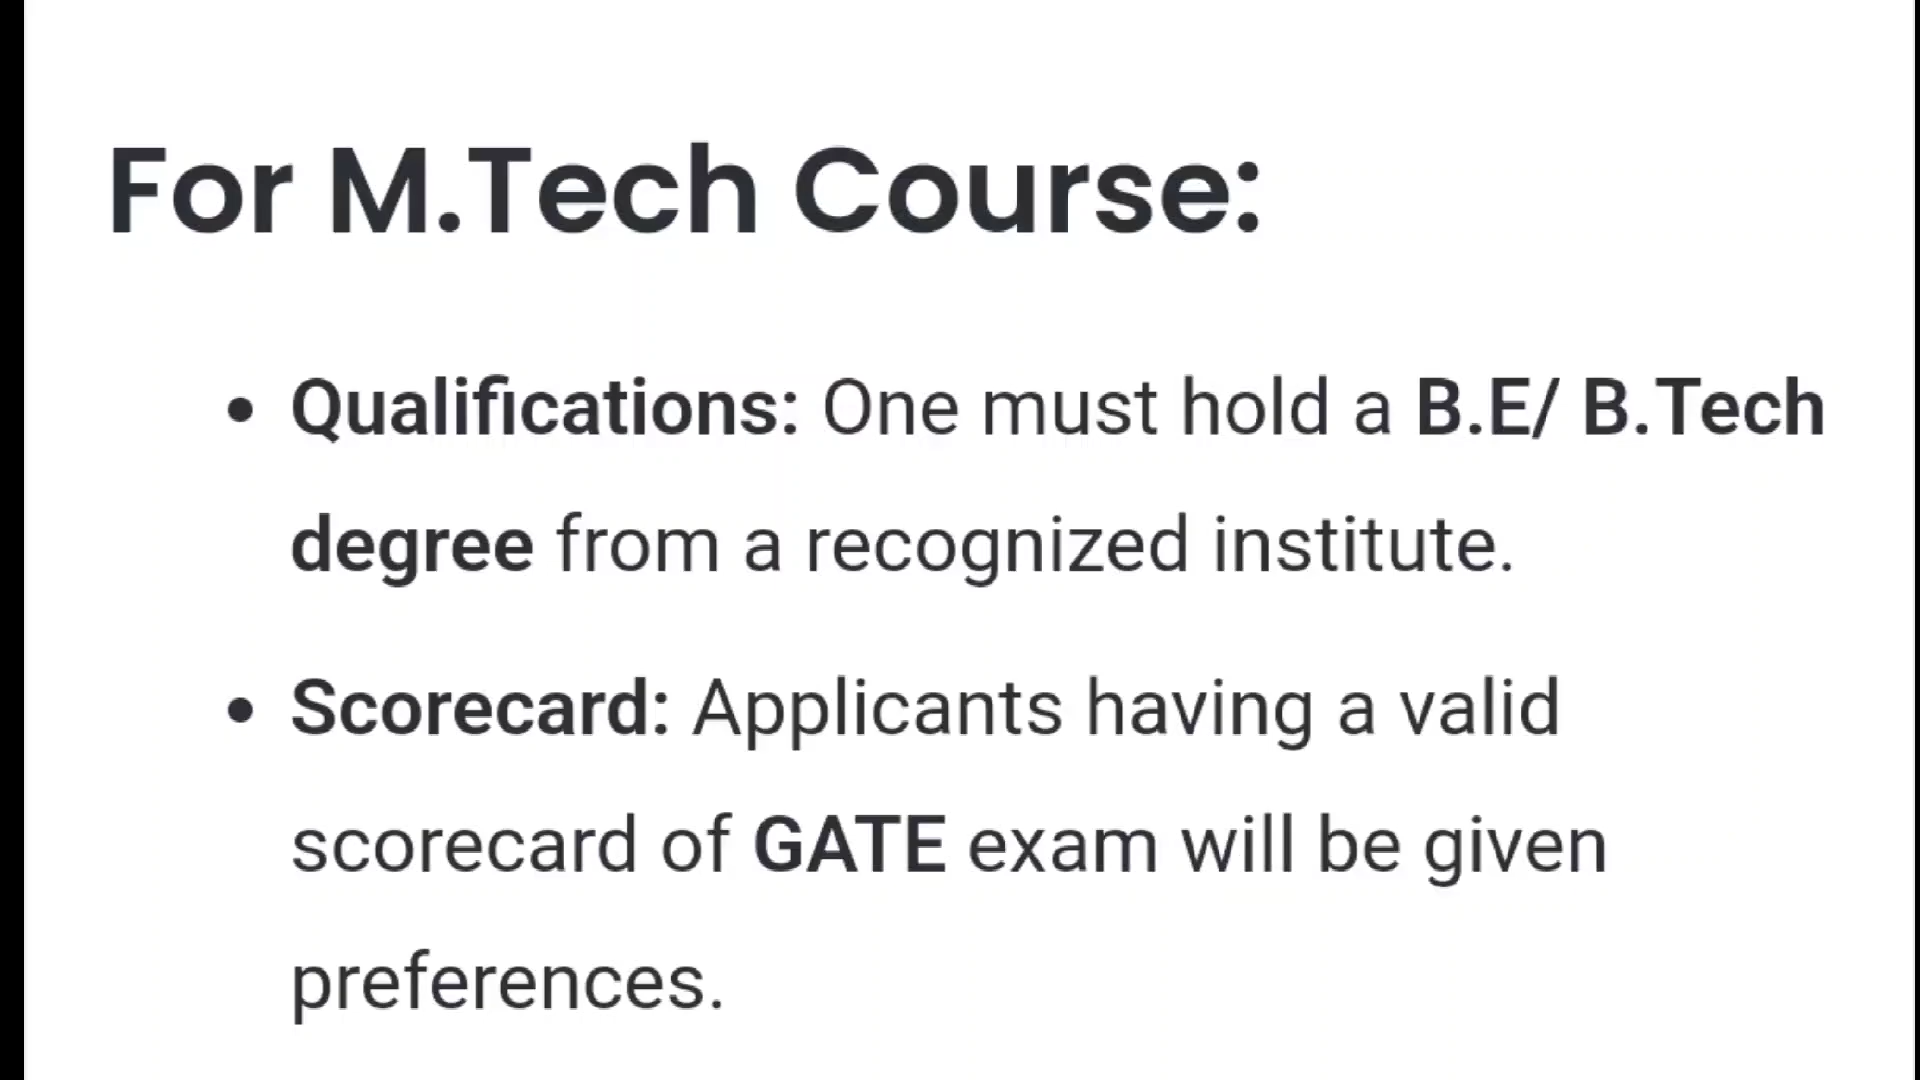 For M.Tech Course:
• Qualifications: One must hold a B.E/ B.Tech
degree from a recognized institute.
• Scorecard: Applicants having a valid
scorecard of GATE exam will be given
preferences.